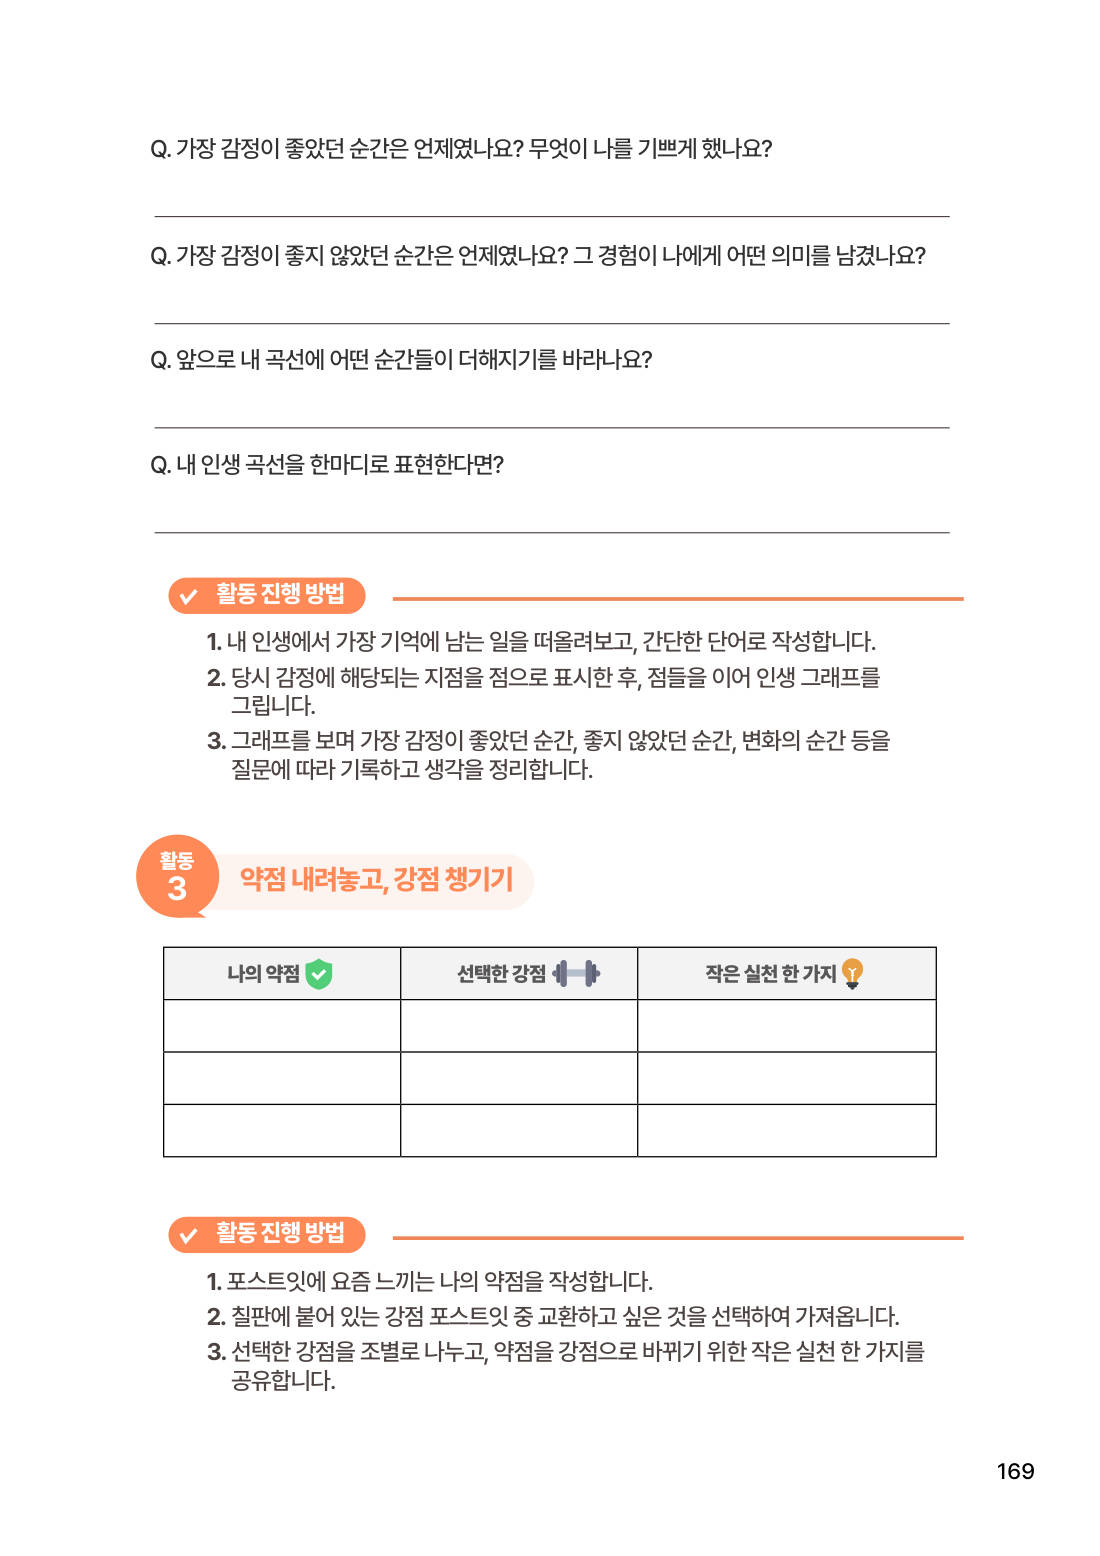 Q. 가장 감정이 좋았던 순간은 언제였나요? 무엇이 나를 기쁘게 했나요?
Q. 가장 감정이 좋지 않았던 순간은 언제였나요? 그 경험이 나에게 어떤 의미를 남겼나요?
Q. 앞으로 내 곡선에 어떤 순간들이 더해지기를 바라나요?
Q. 내 인생 곡선을 한마디로 표현한다면?
활동 진행 방법
1. 내 인생에서 가장 기억에 남는 일을 떠올려보고, 간단한 단어로 작성합니다.
2. 당시 감정에 해당되는 지점을 점으로 표시한 후, 점들을 이어 인생 그래프를
그립니다.
3. 그래프를 보며 가장 감정이 좋았던 순간, 좋지 않았던 순간, 변화의 순간 등을
질문에 따라 기록하고 생각을 정리합니다.
활동
3
약점 내려놓고, 강점 챙기기
나의 약점
선택한 강점
작은 실천 한 가지
활동 진행 방법
1. 포스트잇에 요즘 느끼는 나의 약점을 작성합니다.
2. 칠판에 붙어 있는 강점 포스트잇 중 교환하고 싶은 것을 선택하여 가져옵니다.
3. 선택한 강점을 조별로 나누고, 약점을 강점으로 바뀌기 위한 작은 실천 한 가지를
공유합니다.
169